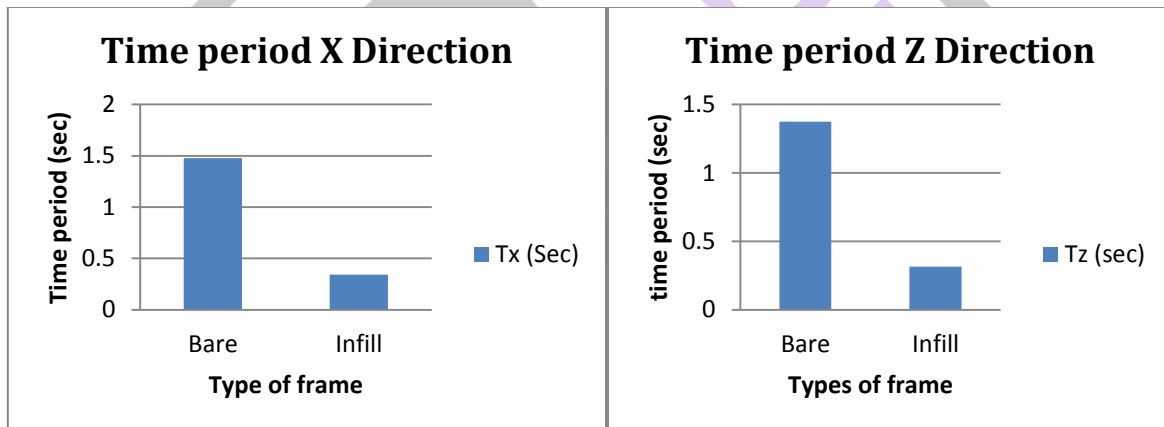 Time period X Direction
Time period (sec)
2
1.5
1
0.5
0
Bare Infill
Type of frame
Tx (Sec)
Time period Z Direction
time period (sec)
1.5
1
0.5
0
Bare Infill
Types of frame
Tz (sec)